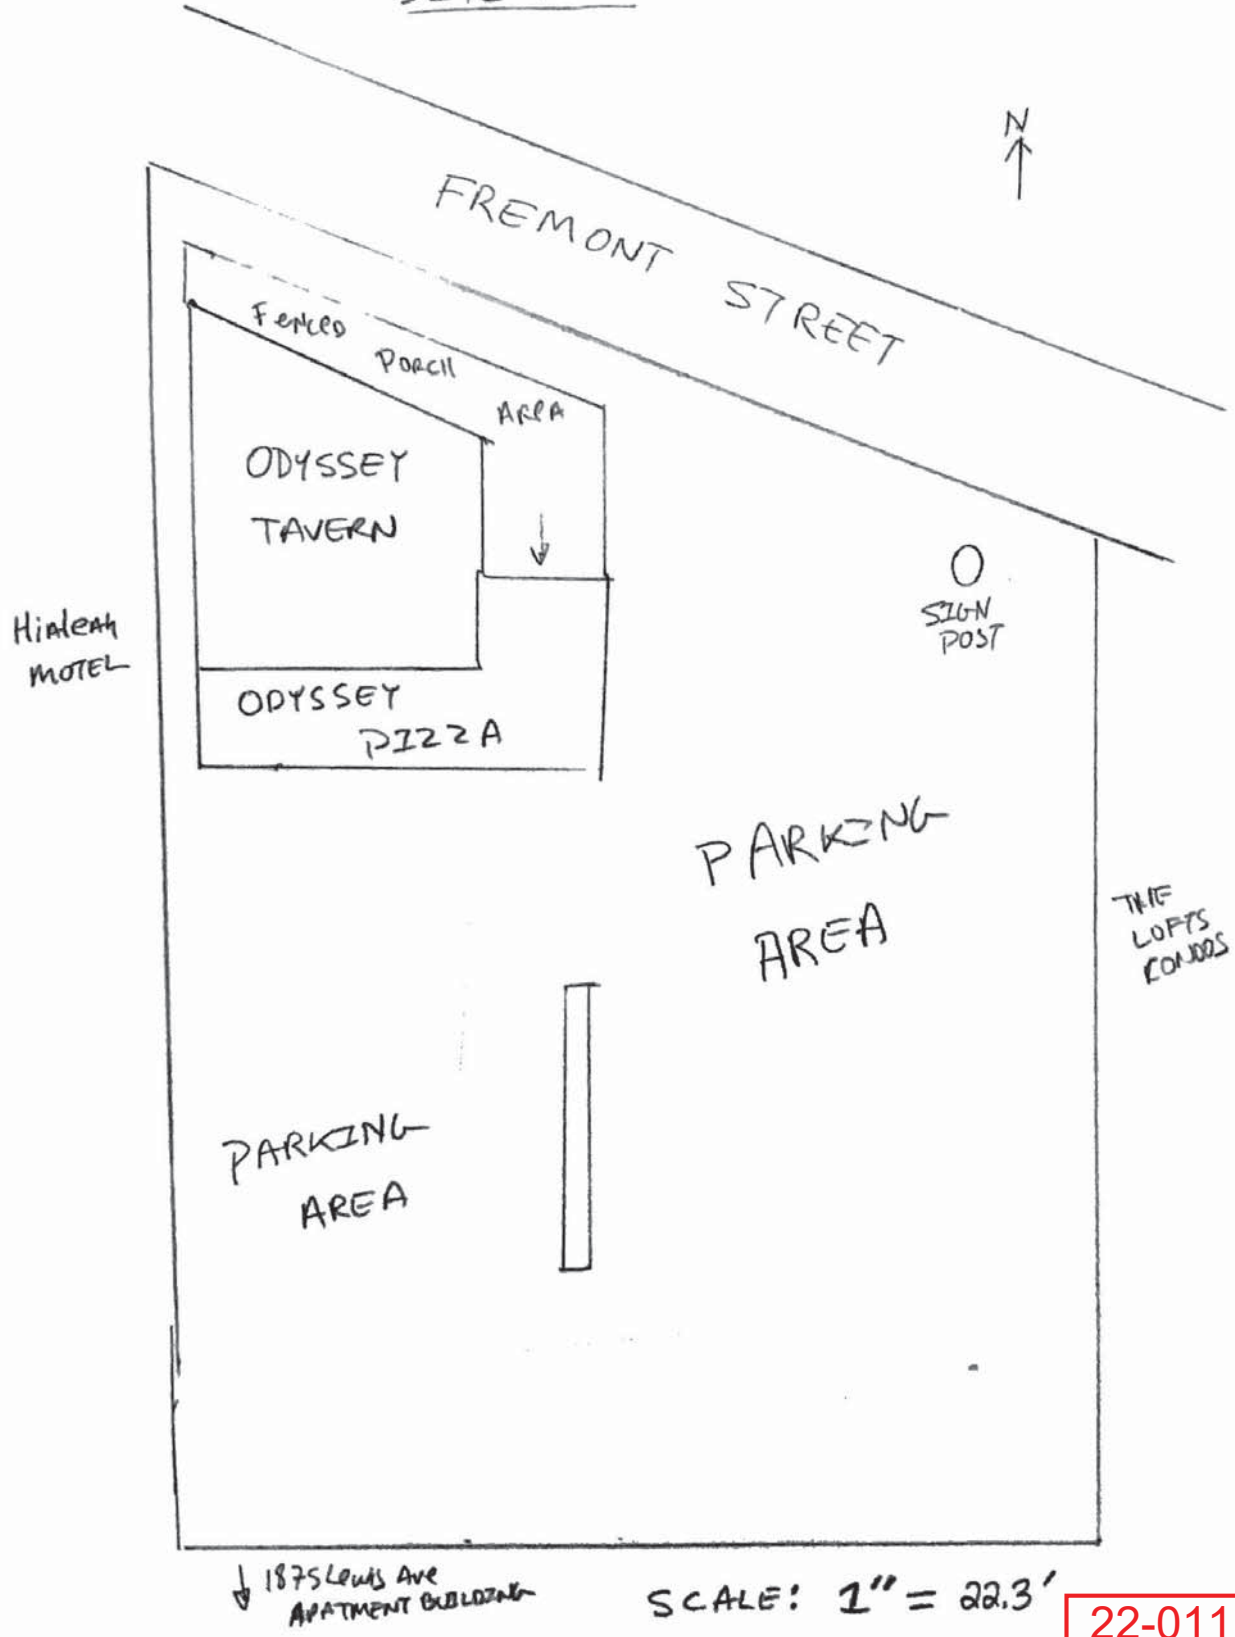 N
FREMONT STREET
Fenced
PORCH
AREA
ODYSSEY
TAVERN
SIGN
POST
Hialeah
MOTEL
ODYSSEY
PIZZA
PARKING
AREA
THE
LOFTS
CONDOS
PARKING
AREA
1875 Lewis Ave
APATMENT BUILDING
SCALE: 1" = 22.3'
22-011